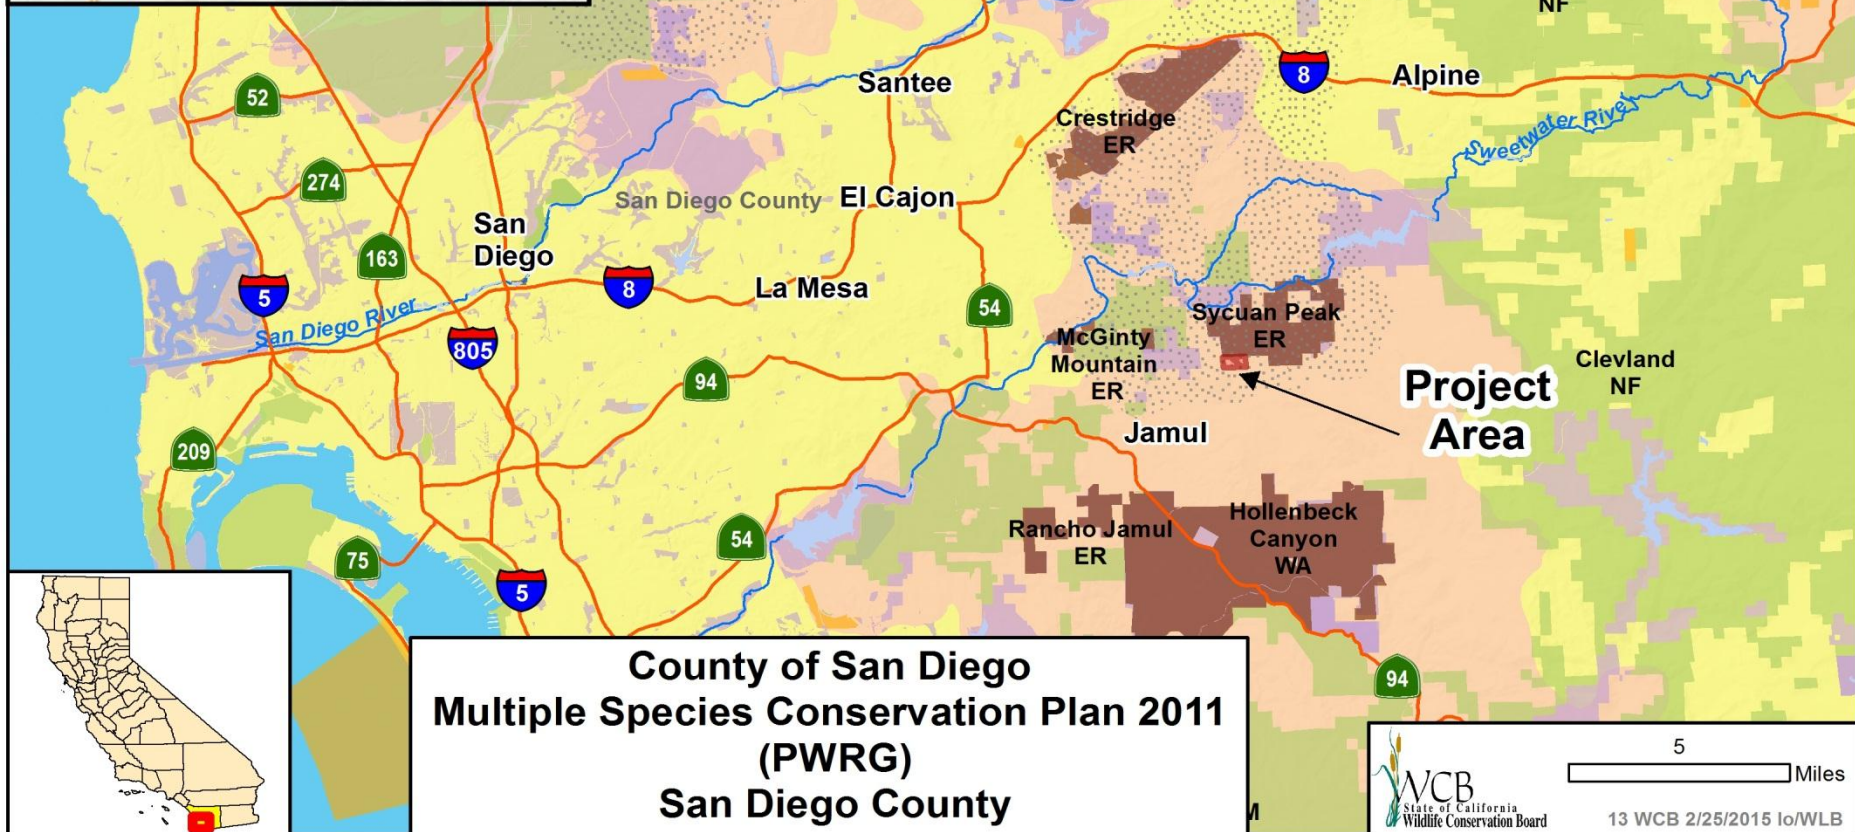 NF
52
8
Alpine
Santee
Crestridge
ER
Sweetwater River
274
San Diego County
El Cajon
San
Diego
163
5
8
La Mesa
54
San Diego River
Sycuan Peak
ER
805
McGinty
Mountain
ER
94
Clevland
NF
Project
Area
Jamul
209
Rancho Jamul
ER
Hollenbeck
Canyon
WA
54
75
5
94
County of San Diego
Multiple Species Conservation Plan 2011
(PWRG)
San Diego County
M
5
Miles
WCB
State of California
Wildlife Conservation Board
13 WCB 2/25/2015 lo/WLB